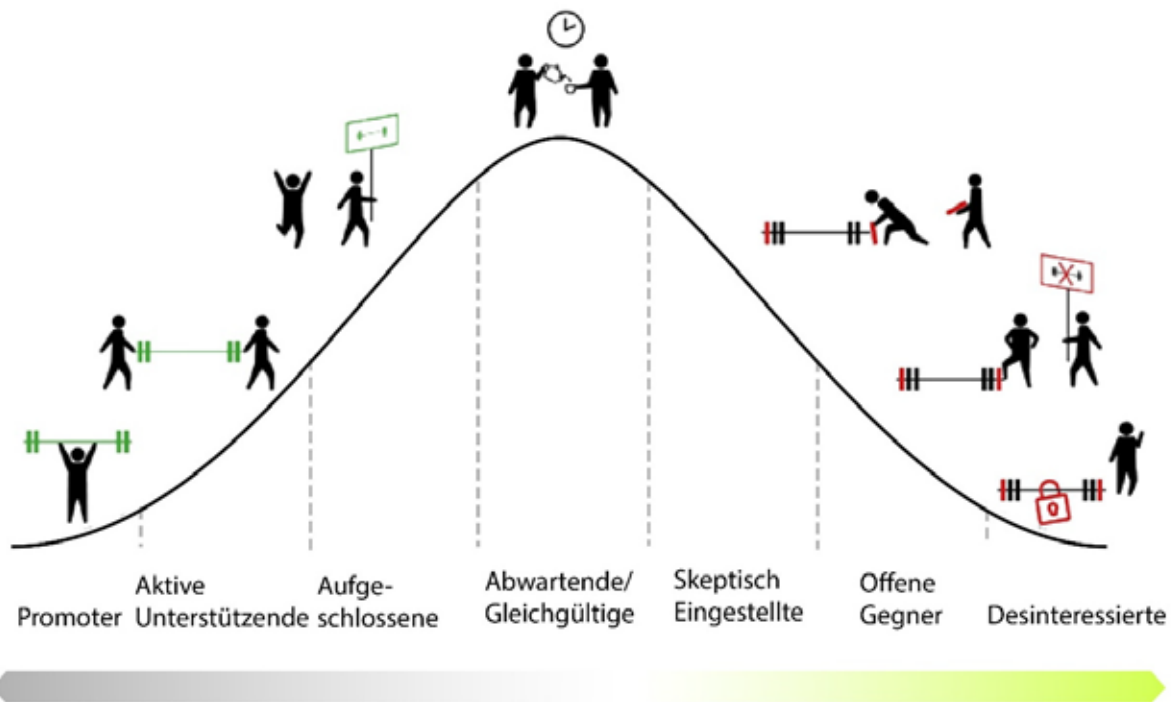 Promoter
Aktive
Unterstützende
Aufge-
schlossene
Abwartende/
Gleichgültige
Skeptisch
Eingestellte
Offene
Gegner
Desinteressierte